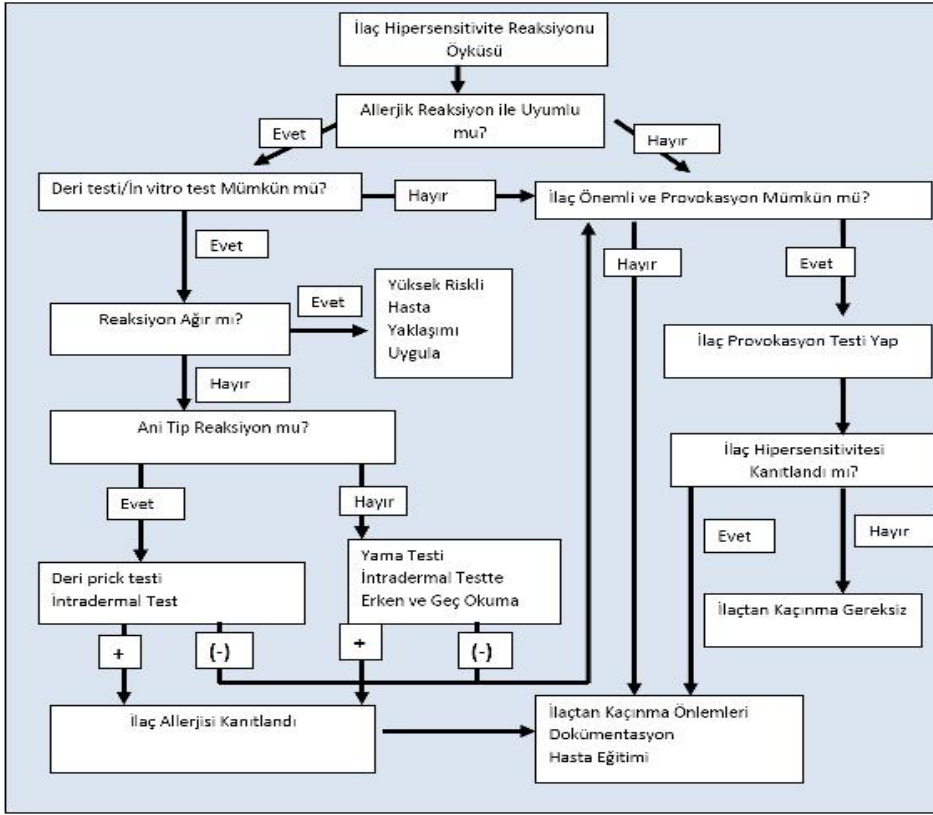 İlaç Hipersensitivite Reaksiyonu
Öyküsü
Allerjik Reaksiyon ile Uyumlu
mu?
Evet
Hayır
Deri testi/İn vitro test Mümkün mü?
Hayır
İlaç Önemli ve Provokasyon Mümkün mü?
Evet
Hayır
Evet
Reaksiyon Ağır mı?
Evet
Yüksek Riskli
Hasta
Yaklaşımı
Uygula
İlaç Provokasyon Testi Yap
Hayır
Ani Tip Reaksiyon mu?
İlaç Hipersensitivitesi
Kanıtlandı mı?
Evet
Hayır
Evet
Hayır
Deri prick testi
İntradermal Test
Yama Testi
İntradermal Testte
Erken ve Geç Okuma
İlaçtan Kaçınma Gereksiz
+
(-)
+
(-)
İlaç Allerjisi Kanıtlandı
İlaçtan Kaçınma Önlemleri
Dokümentasyon
Hasta Eğitimi